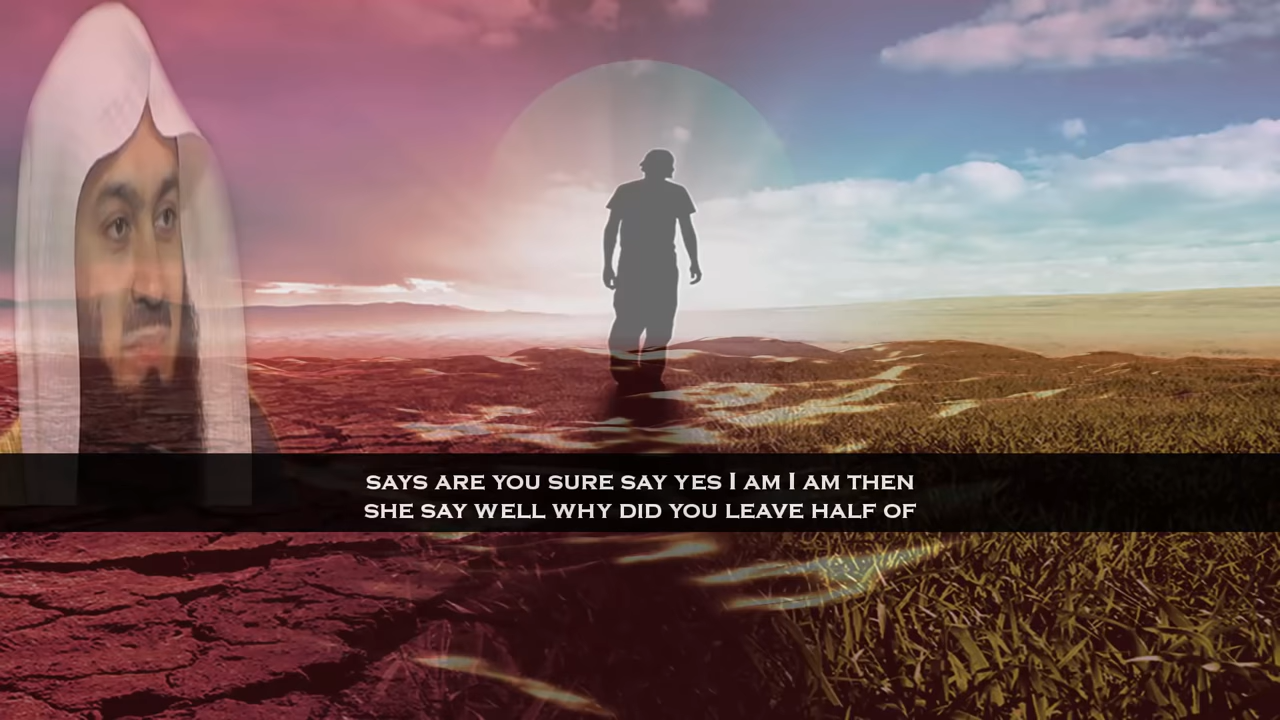 SAYS ARE YOU SURE SAY YES I AM I AM THEN
SHE SAY WELL WHY DID YOU LEAVE HALF OF